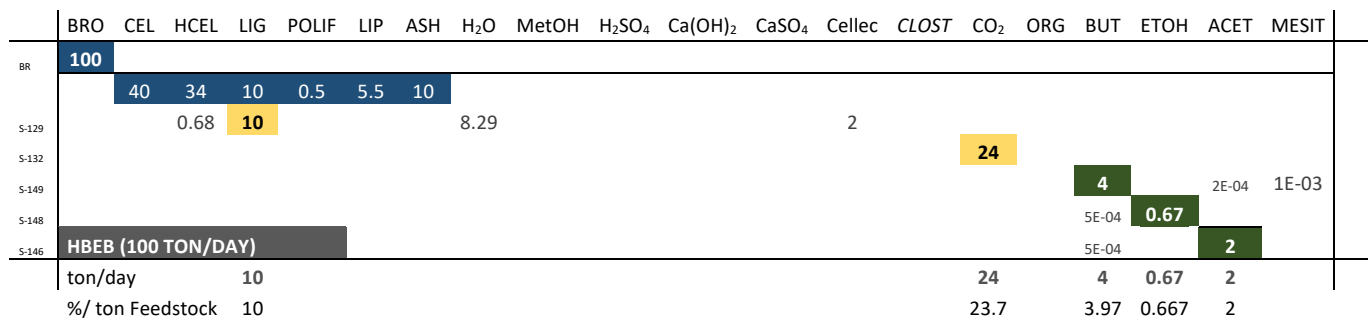 BRO CEL HCEL LIG POLIF LIP ASH H₂O MetOH H₂SO₄ Ca(OH)₂ CaSO₄ Cellec CLOST CO₂ ORG BUT ETOH ACET MESIT
BR 100
40 34 10 0.5 5.5 10
S-129 0.68 10 8.29 2
S-132 24
S-149 4 2E-04 1E-03
S-148 5E-04 0.67
S-146 HBEB (100 TON/DAY) 5E-04 2
ton/day 10 24 4 0.67 2
%/ ton Feedstock 10 23.7 3.97 0.667 2